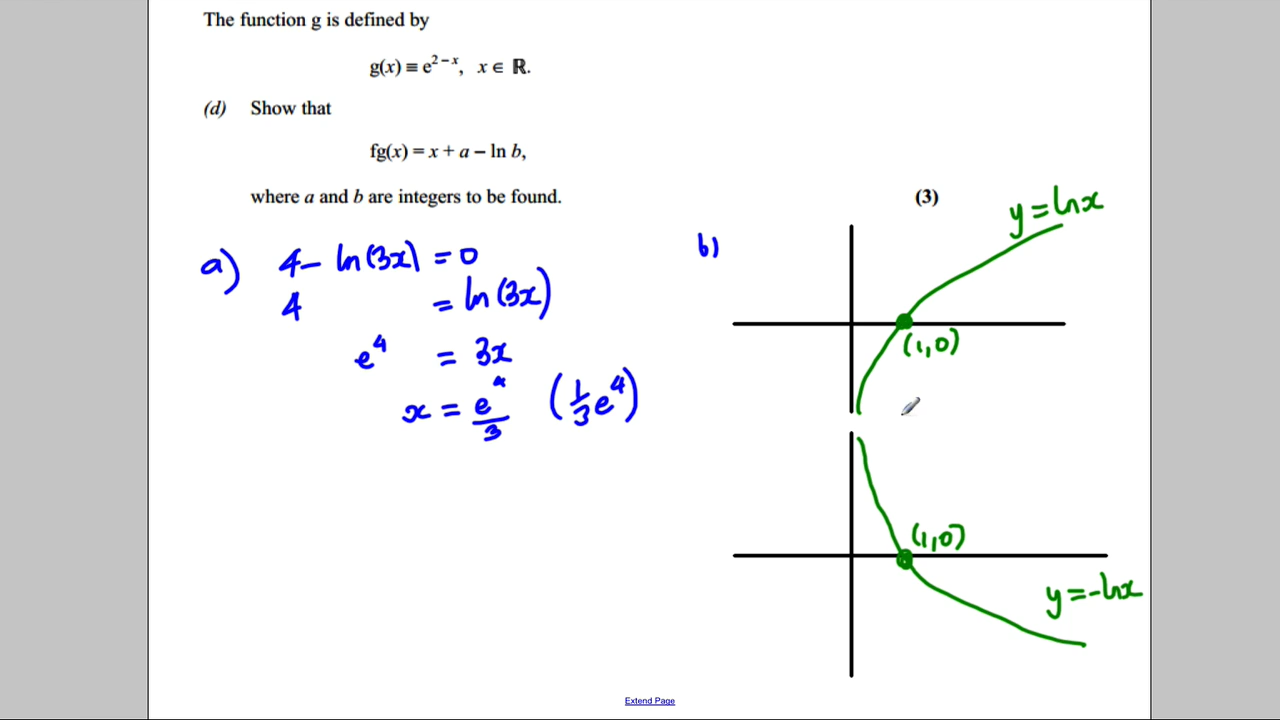 The function g is defined by
g(x) ≡ e^{2−x}, x ∈ ℝ.
(d) Show that
fg(x) = x + a − ln b,
where a and b are integers to be found.
(3)
a) 4 − ln(3x) = 0
4 = ln(3x)
e^4 = 3x
x = e^4/3 (1/3 e^4)
b)
y = lnx
(1,0)
(1,0)
y = -lnx
Extend Page